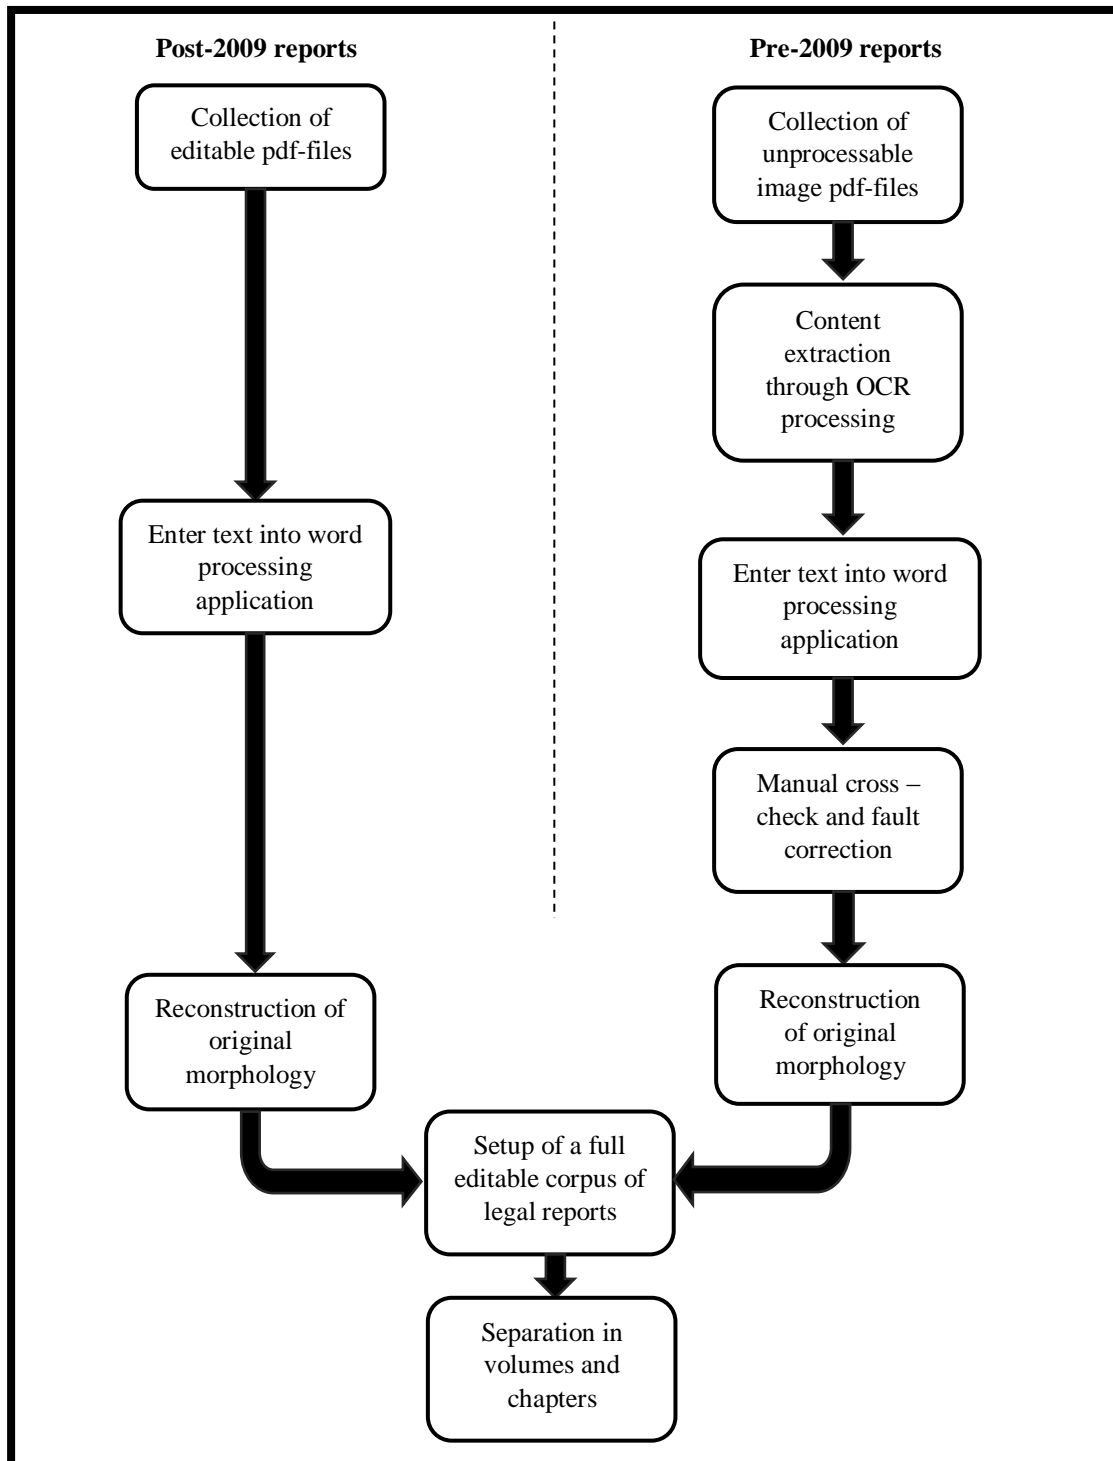 Post-2009 reports
Collection of
editable pdf-files
Enter text into word
processing
application
Reconstruction of
original
morphology
Pre-2009 reports
Collection of
unprocessable
image pdf-files
Content
extraction
through OCR
processing
Enter text into word
processing
application
Manual cross –
check and fault
correction
Reconstruction
of original
morphology
Setup of a full
editable corpus of
legal reports
Separation in
volumes and
chapters